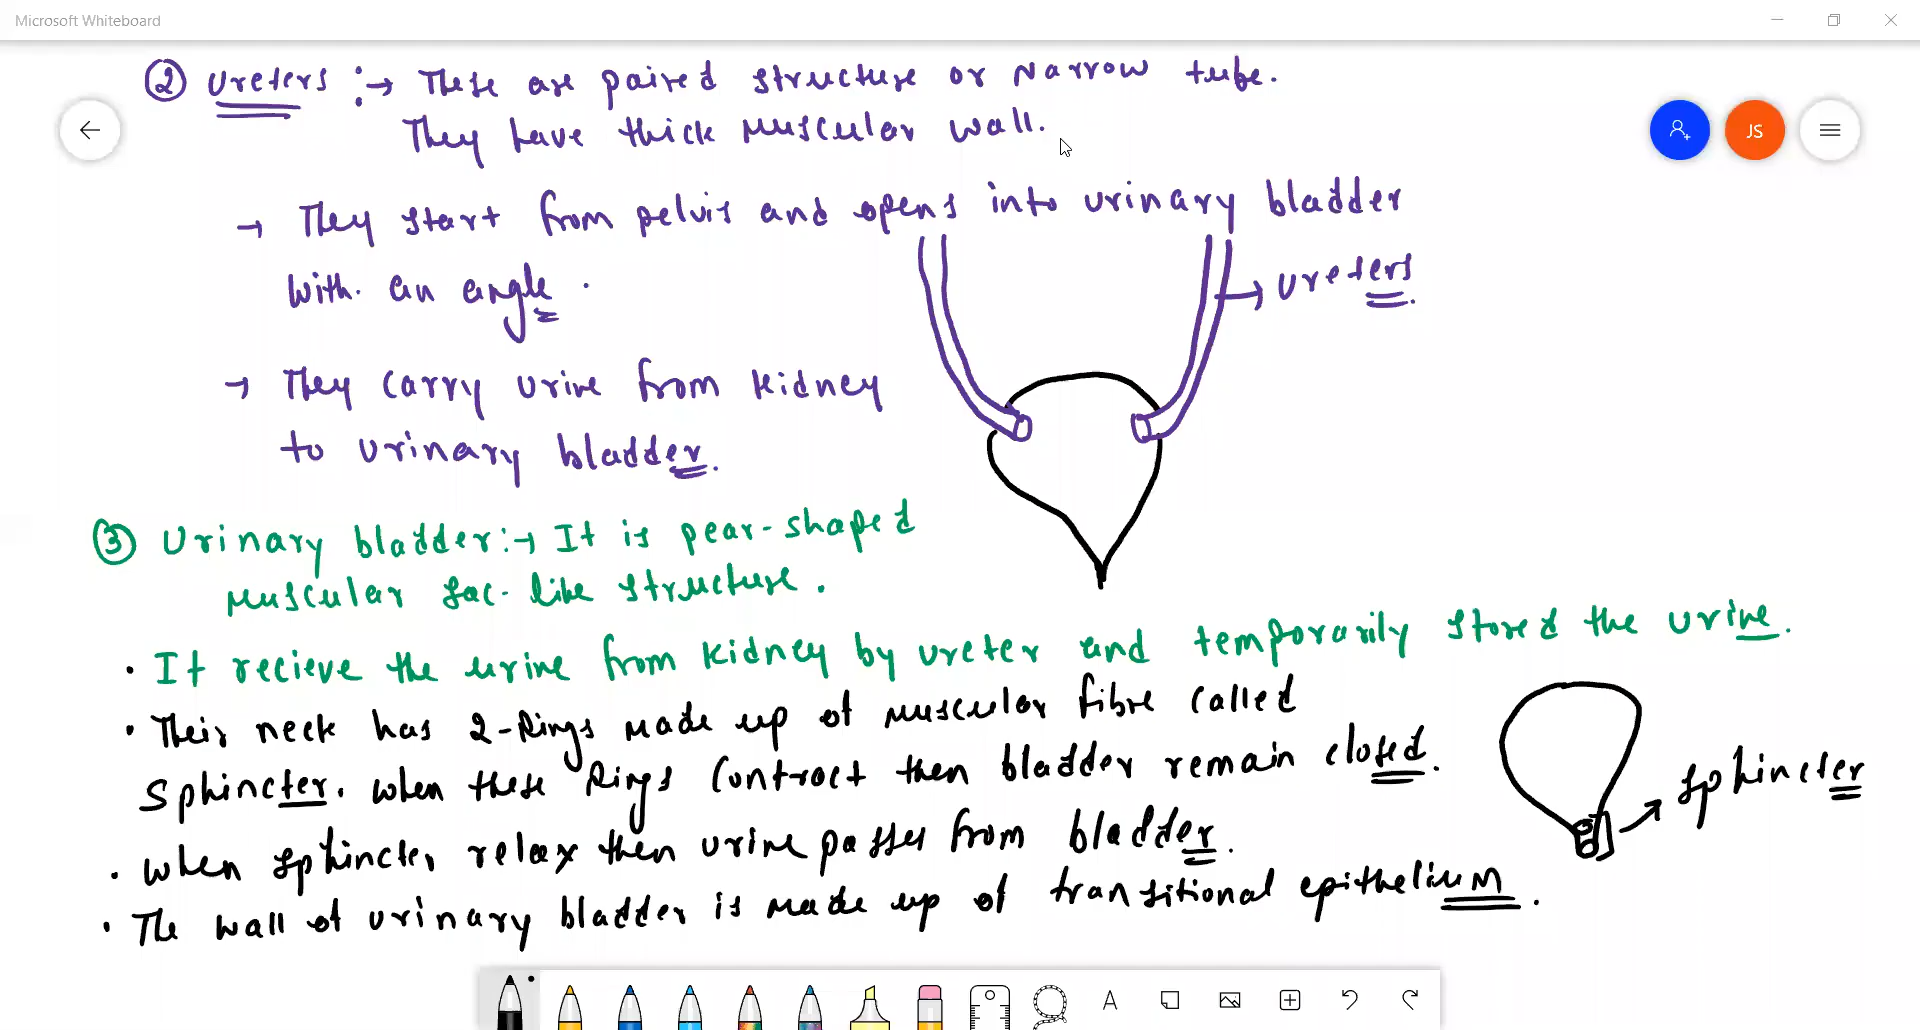 Microsoft Whiteboard
② Ureters :→ These are paired structure or narrow tube.
They have thick muscular wall.
JS
→ They start from pelvis and opens into urinary bladder
with. an angle.
→ ureters.
→ They carry urine from kidney
to urinary bladder.
③ Urinary bladder:→ It is pear-shaped
muscular sac-like structure.
• It recieve the urine from kidney by ureter and temporarily stored the urine.
• Their neck has 2-Rings made up of muscular fibre called
Sphincter. when these Rings Contract then bladder remain closed.
→ sphincter
• when sphincter relax then urine passes from bladder.
• The wall of urinary bladder is made up of transitional epithelium.
A